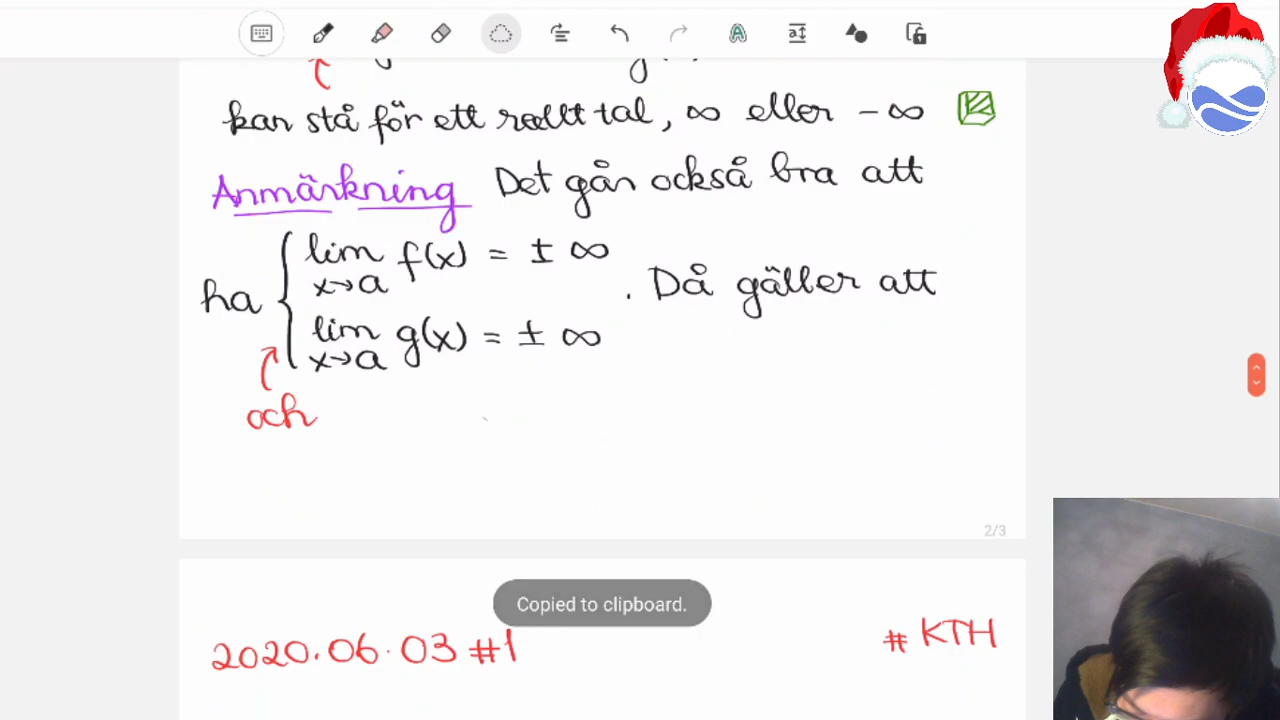 kan stå för ett reellt tal, ∞ eller -∞
Anmärkning Det går också bra att
ha { lim x→a f(x) = ± ∞
lim x→a g(x) = ± ∞ . Då gäller att
och
2/3
Copied to clipboard.
2020.06.03 #1 # KTH